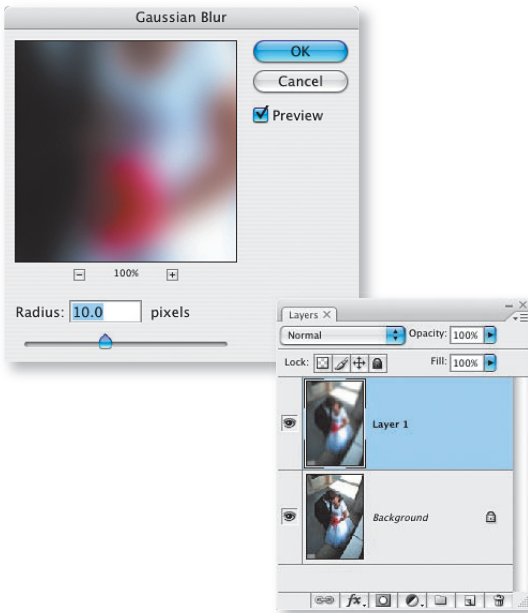 Gaussian Blur
OK
Cancel
Preview
100%
Radius: 10.0 pixels
Layers
Normal Opacity: 100%
Lock: Fill: 100%
Layer 1
Background
fx